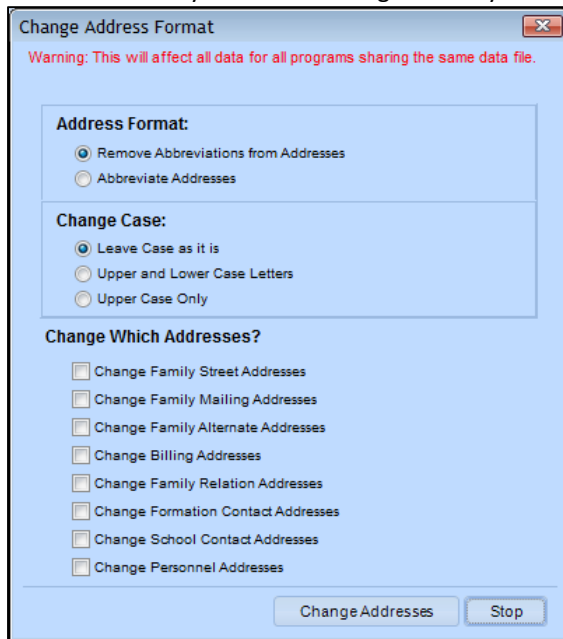 Change Address Format
Warning: This will affect all data for all programs sharing the same data file.
Address Format:
Remove Abbreviations from Addresses
Abbreviate Addresses
Change Case:
Leave Case as it is
Upper and Lower Case Letters
Upper Case Only
Change Which Addresses?
Change Family Street Addresses
Change Family Mailing Addresses
Change Family Alternate Addresses
Change Billing Addresses
Change Family Relation Addresses
Change Formation Contact Addresses
Change School Contact Addresses
Change Personnel Addresses
Change Addresses Stop